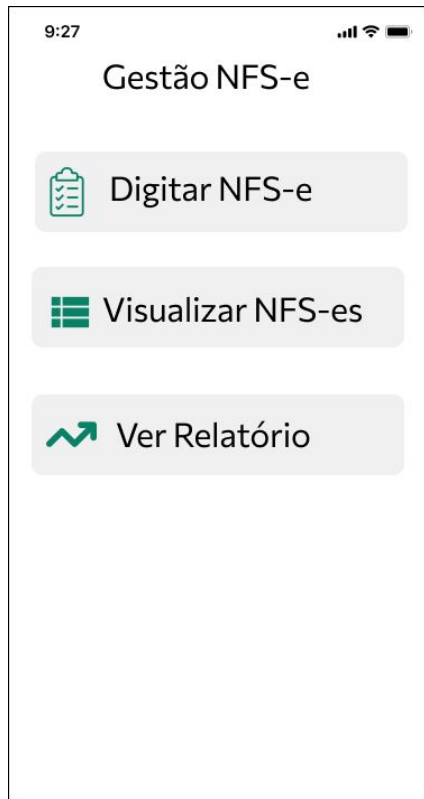 9:27
Gestão NFS-e
Digitar NFS-e
Visualizar NFS-es
Ver Relatório